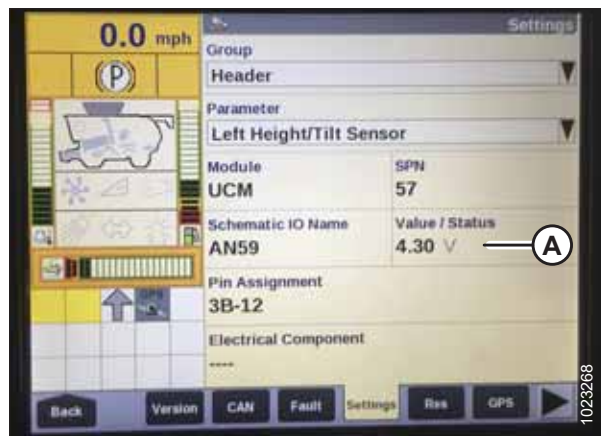 0.0 mph
Settings
(P)
Group
Header
Parameter
Left Height/Tilt Sensor
Module
SPN
UCM
57
Schematic IO Name
Value / Status
AN59
4.30 V
A
Pin Assignment
3B-12
Electrical Component
----
Back
Version
CAN
Fault
Settings
Res
GPS
1023268